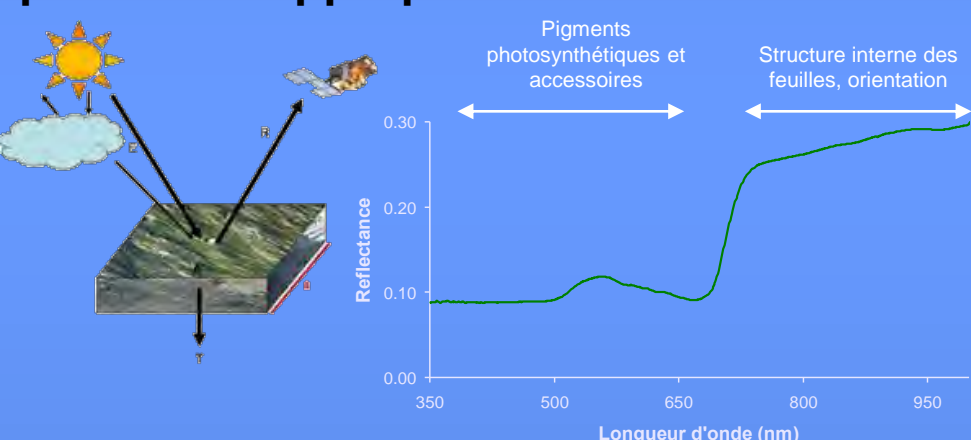 Pigments
photosynthétiques et
accessoires
Structure interne des
feuilles, orientation
0.30
0.20
0.10
0.00
Reflectance
350
500
650
800
950
Longueur d'onde (nm)
R
T